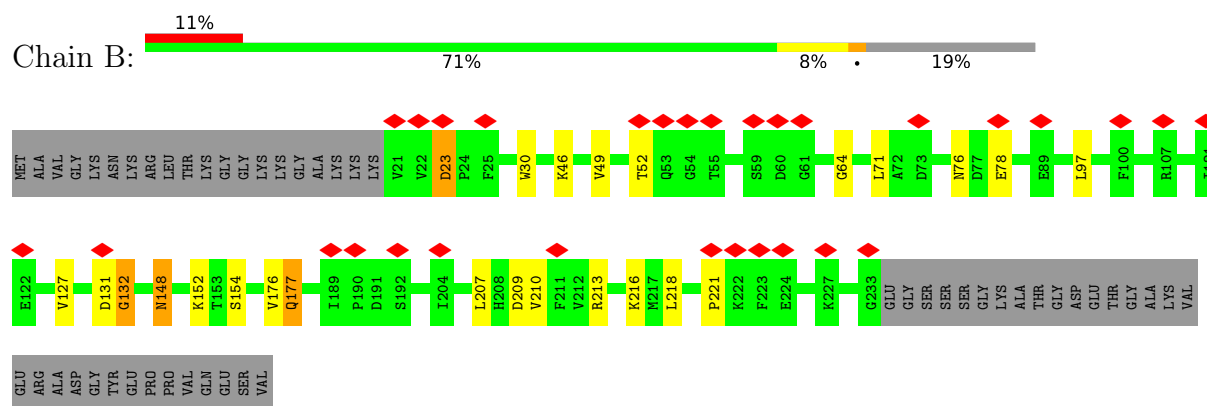 11%
Chain B:
71% 8% • 19%
MET ALA VAL GLY LYS ASN LYS ARG LEU THR LYS GLY GLY LYS LYS GLY ALA LYS LYS LYS V21 V22 D23 P24 F25 W30 K46 V49 T52 Q53 G54 T55 S59 D60 G61 G64 L71 A72 D73 N76 D77 E78 E89 L97 F100 R107
E122 V127 D131 G132 N148 K152 T153 S154 V176 Q177 I189 P190 D191 S192 I204 L207 H208 D209 V210 F211 V212 R213 K216 M217 L218 P221 K222 F223 E224 K227 G233 GLU GLY SER SER SER GLY LYS ALA THR GLY ASP GLU THR GLY ALA LYS VAL
GLU ARG ALA ASP GLY TYR GLU PRO PRO VAL GLN GLU SER VAL